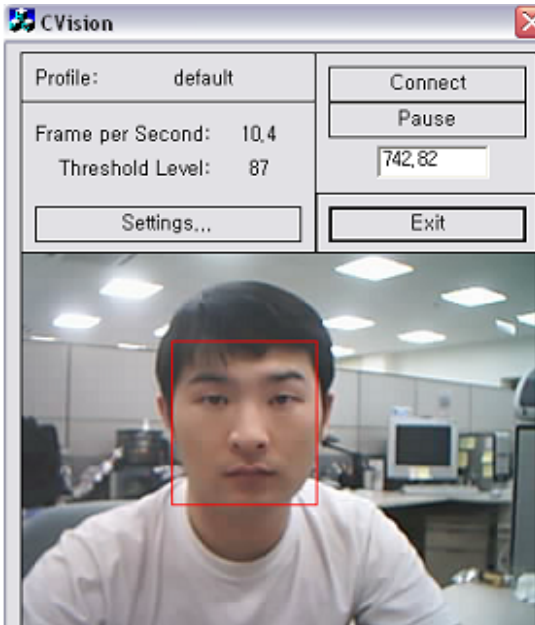 CVision
Profile: default
Connect
Pause
Frame per Second: 10,4
742,82
Threshold Level: 87
Settings,,,
Exit